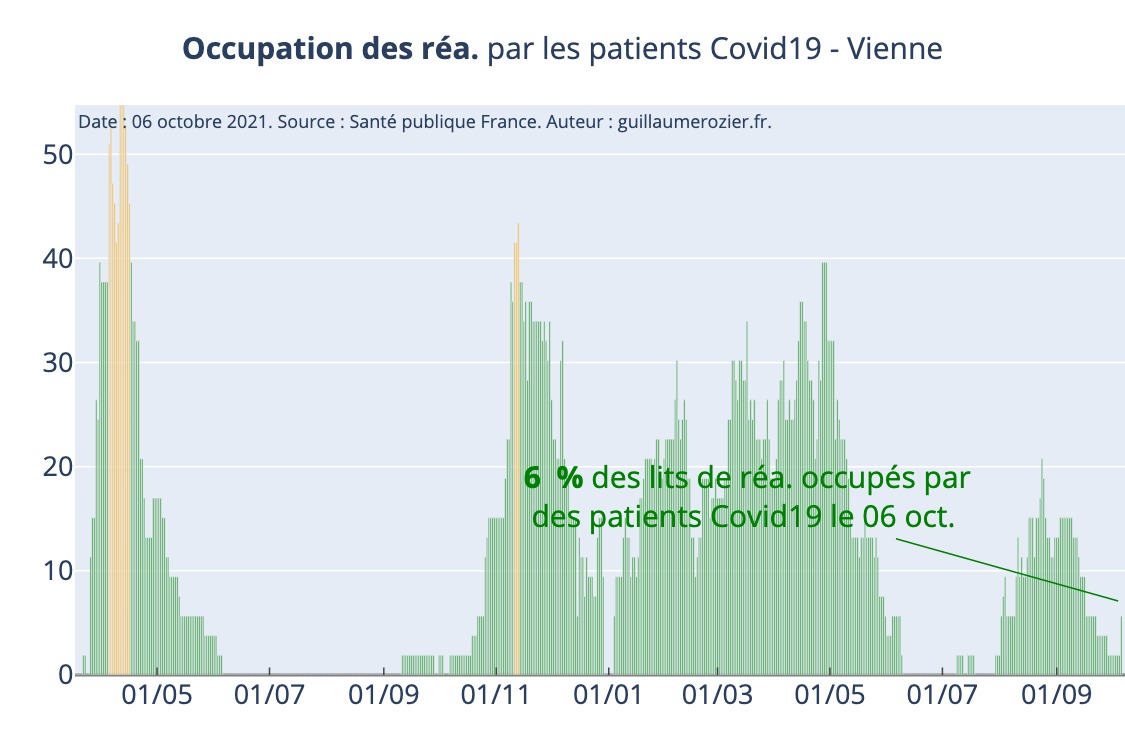 Occupation des réa. par les patients Covid19 - Vienne
Date : 06 octobre 2021. Source : Santé publique France. Auteur : guillaumerozier.fr.
50
40
30
20
10
0
6 % des lits de réa. occupés par
des patients Covid19 le 06 oct.
01/05 01/07 01/09 01/11 01/01 01/03 01/05 01/07 01/09